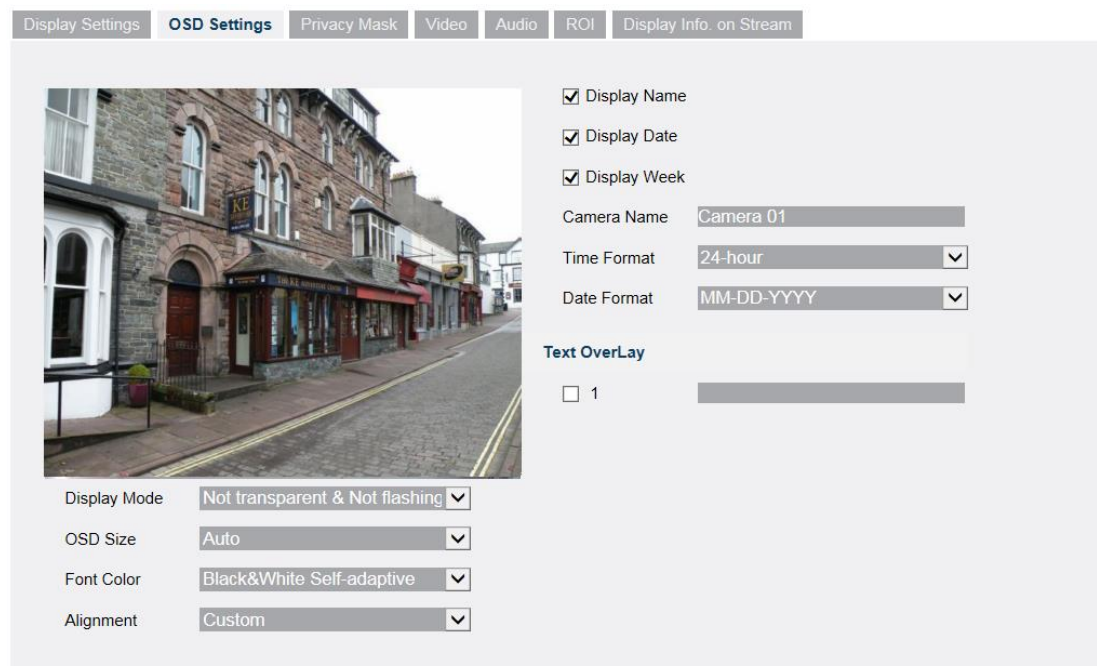 Display Settings OSD Settings Privacy Mask Video Audio ROI Display Info. on Stream
Display Name
Display Date
Display Week
Camera Name Camera 01
Time Format 24-hour
Date Format MM-DD-YYYY
Text OverLay
1
KE
Display Mode Not transparent & Not flashing
OSD Size Auto
Font Color Black&White Self-adaptive
Alignment Custom